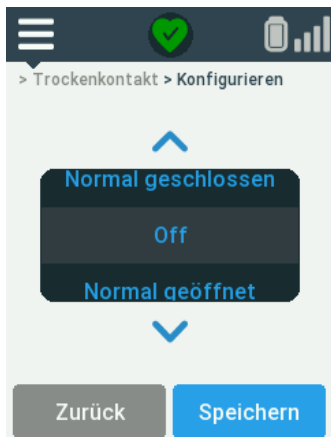 > Trockenkontakt > Konfigurieren
Normal geschlossen
Off
Normal geöffnet
Zurück
Speichern